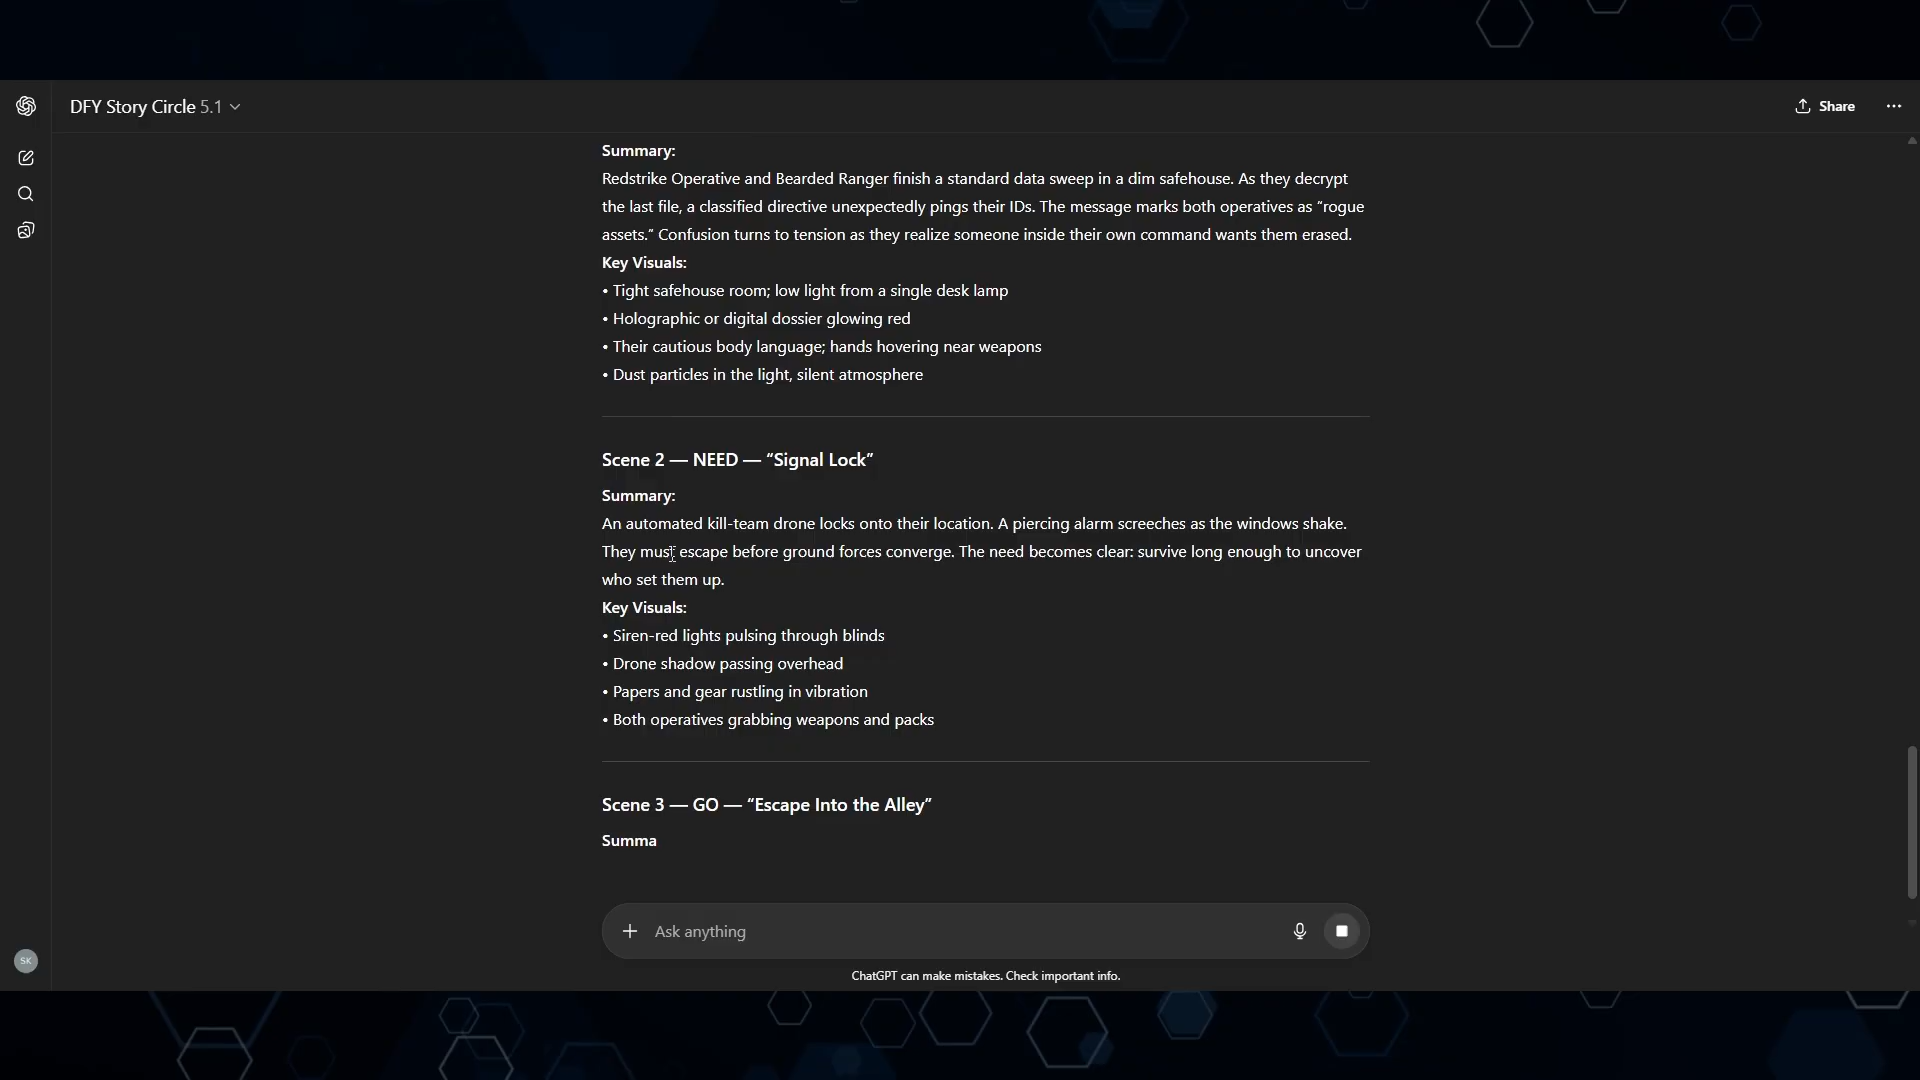 DFY Story Circle 5.1
Share
Summary:
Redstrike Operative and Bearded Ranger finish a standard data sweep in a dim safehouse. As they decrypt
the last file, a classified directive unexpectedly pings their IDs. The message marks both operatives as “rogue
assets.” Confusion turns to tension as they realize someone inside their own command wants them erased.
Key Visuals:
• Tight safehouse room; low light from a single desk lamp
• Holographic or digital dossier glowing red
• Their cautious body language; hands hovering near weapons
• Dust particles in the light, silent atmosphere
Scene 2 — NEED — “Signal Lock”
Summary:
An automated kill-team drone locks onto their location. A piercing alarm screeches as the windows shake.
They must escape before ground forces converge. The need becomes clear: survive long enough to uncover
who set them up.
Key Visuals:
• Siren-red lights pulsing through blinds
• Drone shadow passing overhead
• Papers and gear rustling in vibration
• Both operatives grabbing weapons and packs
Scene 3 — GO — “Escape Into the Alley”
Summa
Ask anything
SK
ChatGPT can make mistakes. Check important info.